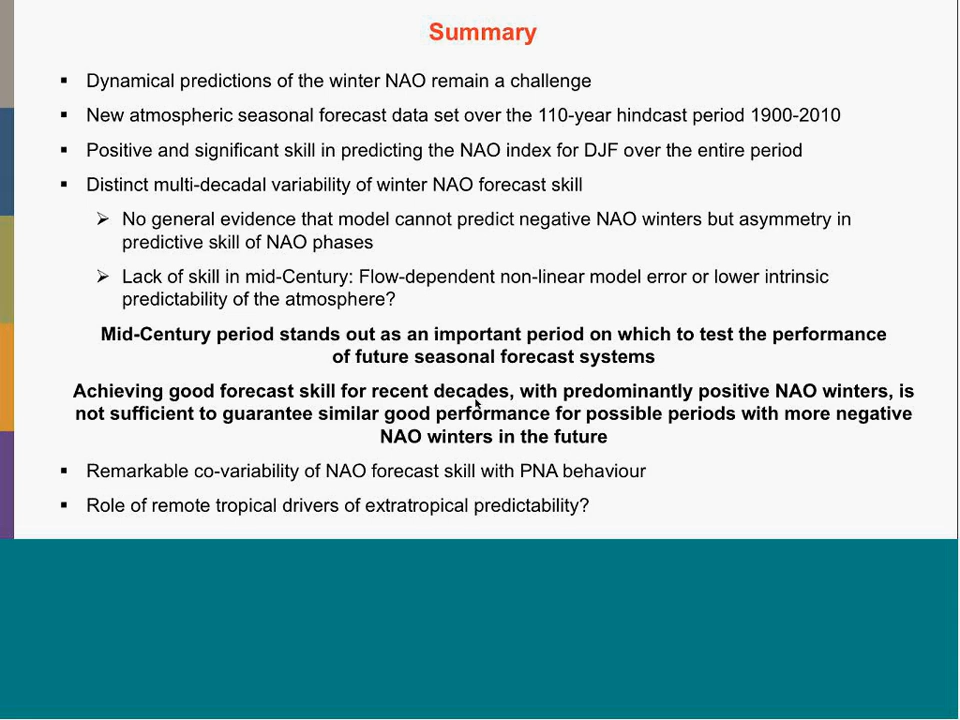 Summary
▪ Dynamical predictions of the winter NAO remain a challenge
▪ New atmospheric seasonal forecast data set over the 110-year hindcast period 1900-2010
▪ Positive and significant skill in predicting the NAO index for DJF over the entire period
▪ Distinct multi-decadal variability of winter NAO forecast skill
➢ No general evidence that model cannot predict negative NAO winters but asymmetry in
predictive skill of NAO phases
➢ Lack of skill in mid-Century: Flow-dependent non-linear model error or lower intrinsic
predictability of the atmosphere?
Mid-Century period stands out as an important period on which to test the performance
of future seasonal forecast systems
Achieving good forecast skill for recent decades, with predominantly positive NAO winters, is
not sufficient to guarantee similar good performance for possible periods with more negative
NAO winters in the future
▪ Remarkable co-variability of NAO forecast skill with PNA behaviour
▪ Role of remote tropical drivers of extratropical predictability?